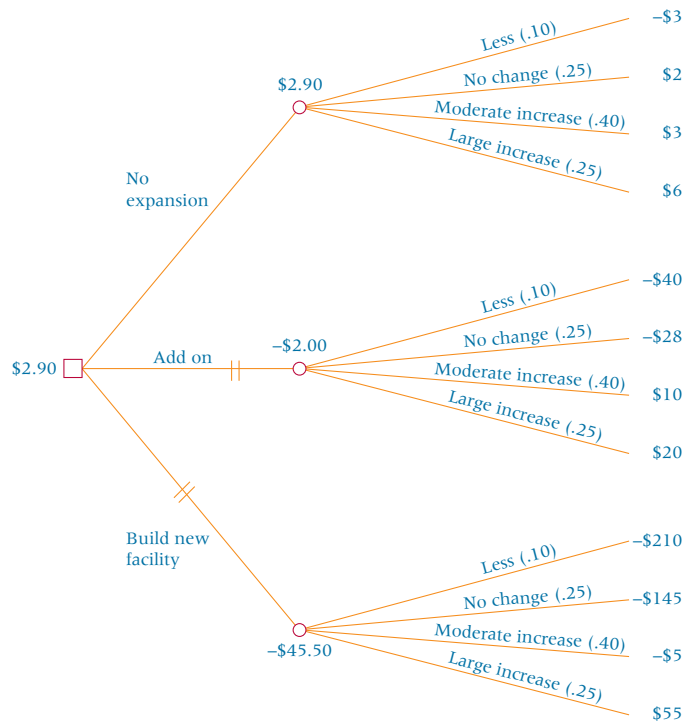 –$3
Less (.10)
$2
No change (.25)
$2.90
Moderate increase (.40)
$3
Large increase (.25)
$6
No
expansion
–$40
Less (.10)
–$28
No change (.25)
–$2.00
Add on
$2.90
Moderate increase (.40)
$10
Large increase (.25)
$20
Build new
facility
–$210
Less (.10)
–$145
No change (.25)
Moderate increase (.40)
–$45.50
–$5
Large increase (.25)
$55